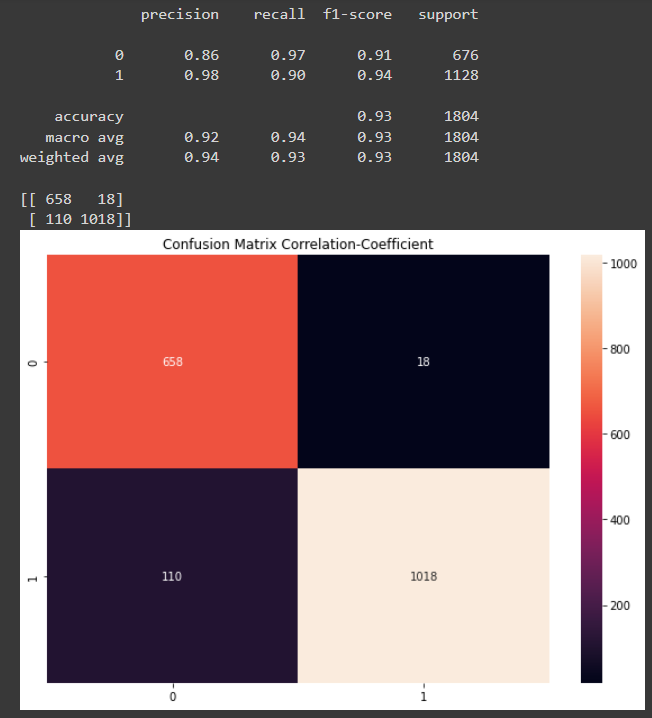 precision recall f1-score support
0 0.86 0.97 0.91 676
1 0.98 0.90 0.94 1128
accuracy 0.93 1804
macro avg 0.92 0.94 0.93 1804
weighted avg 0.94 0.93 0.93 1804
[[ 658 18]
[ 110 1018]]
Confusion Matrix Correlation-Coefficient
1000
800
600
400
200
0
658 18
1
110 1018
0 1